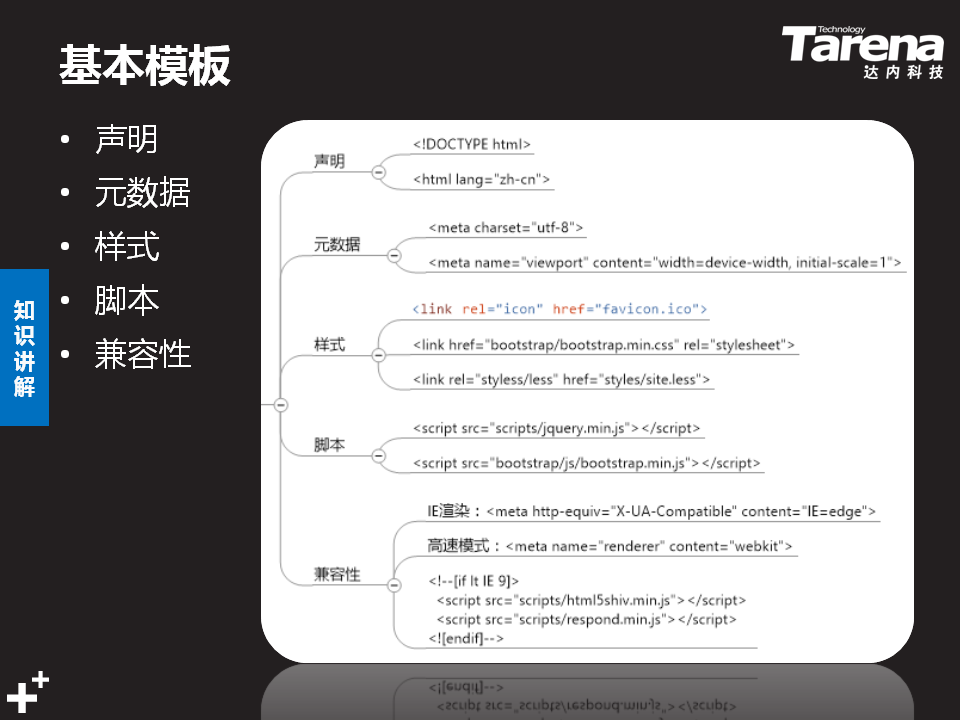 基本模板
Technology
Tarena
达内科技
• 声明
• 元数据
• 样式
• 脚本
• 兼容性
知识讲解
声明
<!DOCTYPE html>
<html lang="zh-cn">
元数据
<meta charset="utf-8">
<meta name="viewport" content="width=device-width, initial-scale=1">
样式
<link rel="icon" href="favicon.ico">
<link href="bootstrap/bootstrap.min.css" rel="stylesheet">
<link rel="styless/less" href="styles/site.less">
脚本
<script src="scripts/jquery.min.js"></script>
<script src="bootstrap/js/bootstrap.min.js"></script>
兼容性
IE渲染：<meta http-equiv="X-UA-Compatible" content="IE=edge">
高速模式：<meta name="renderer" content="webkit">
<!--[if lt IE 9]>
<script src="scripts/html5shiv.min.js"></script>
<script src="scripts/respond.min.js"></script>
<![endif]-->